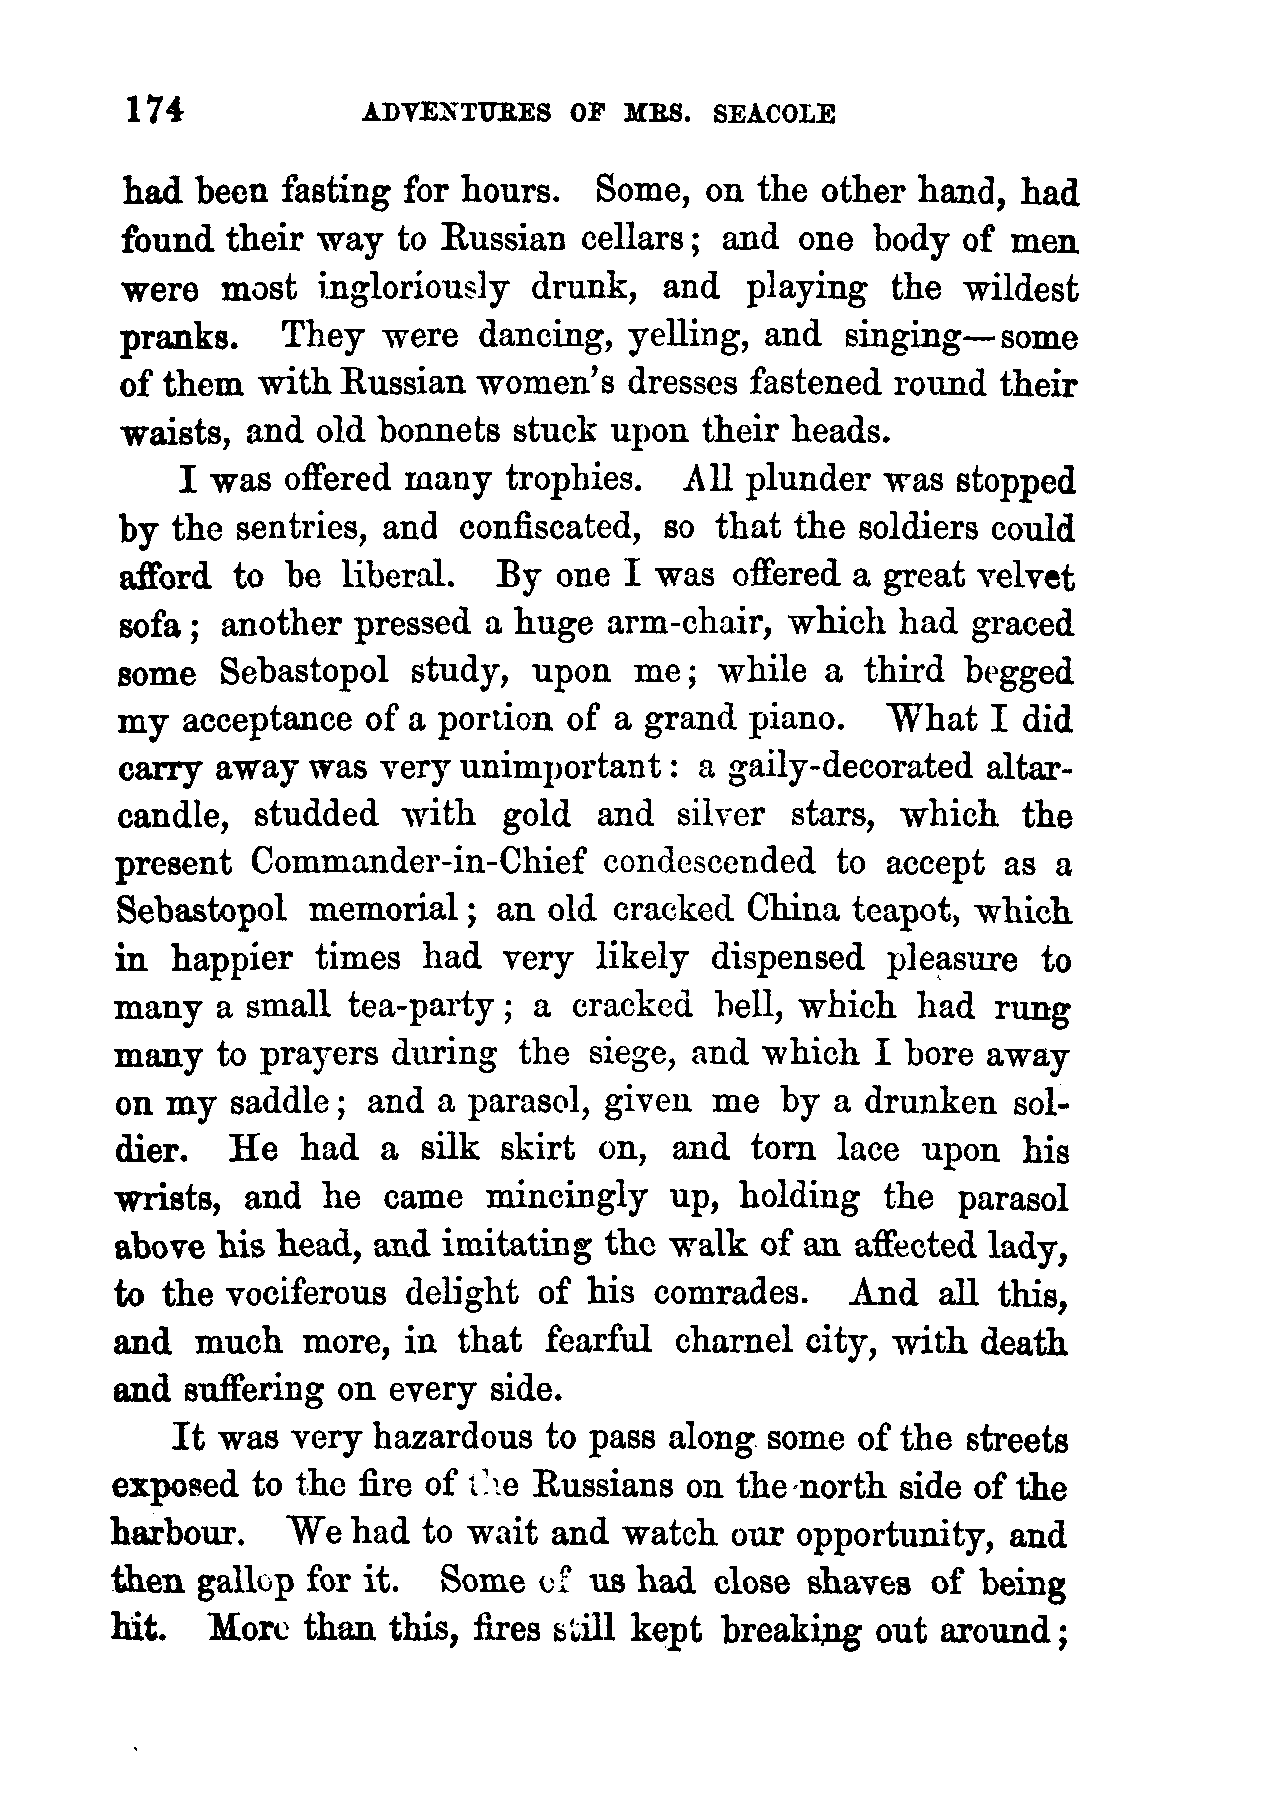 174 ADVENTURES OF MRS. SEACOLE
had been fasting for hours. Some, on the other hand, had
found their way to Russian cellars; and one body of men
were most ingloriously drunk, and playing the wildest
pranks. They were dancing, yelling, and singing—some
of them with Russian women's dresses fastened round their
waists, and old bonnets stuck upon their heads.
I was offered many trophies. All plunder was stopped
by the sentries, and confiscated, so that the soldiers could
afford to be liberal. By one I was offered a great velvet
sofa; another pressed a huge arm-chair, which had graced
some Sebastopol study, upon me; while a third begged
my acceptance of a portion of a grand piano. What I did
carry away was very unimportant: a gaily-decorated altar-
candle, studded with gold and silver stars, which the
present Commander-in-Chief condescended to accept as a
Sebastopol memorial; an old cracked China teapot, which
in happier times had very likely dispensed pleasure to
many a small tea-party; a cracked bell, which had rung
many to prayers during the siege, and which I bore away
on my saddle; and a parasol, given me by a drunken sol-
dier. He had a silk skirt on, and torn lace upon his
wrists, and he came mincingly up, holding the parasol
above his head, and imitating the walk of an affected lady,
to the vociferous delight of his comrades. And all this,
and much more, in that fearful charnel city, with death
and suffering on every side.
It was very hazardous to pass along some of the streets
exposed to the fire of the Russians on the north side of the
harbour. We had to wait and watch our opportunity, and
then gallop for it. Some of us had close shaves of being
hit. More than this, fires still kept breaking out around;